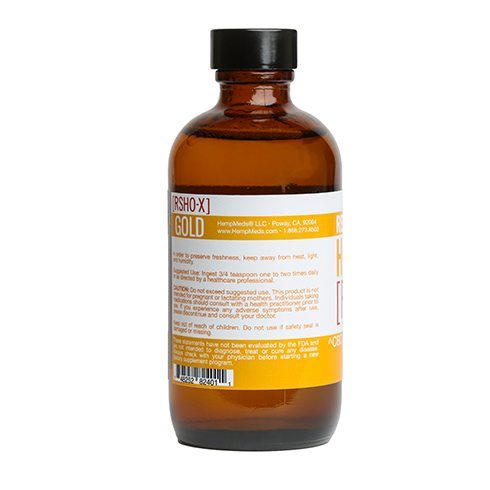 [RSHO-X]
GOLD
HempMeds® LLC · Poway, CA, 92064
www.HempMeds.com · 1.866.273.8502
In order to preserve freshness, keep away from heat, light,
and humidity.
Suggested Use: Ingest 3/4 teaspoon one to two times daily
or as directed by a healthcare professional.
CAUTION: Do not exceed suggested use. This product is not
intended for pregnant or lactating mothers. Individuals taking
medications should consult with a health practitioner prior to
use. If you experience any adverse symptoms after use,
please discontinue and consult your doctor.
Keep out of reach of children. Do not use if safety seal is
damaged or missing.
These statements have not been evaluated by the FDA and
are not intended to diagnose, treat or cure any disease.
Always check with your physician before starting a new
dietary supplement program.
48252 82401 1
RS
H
[
^CBD